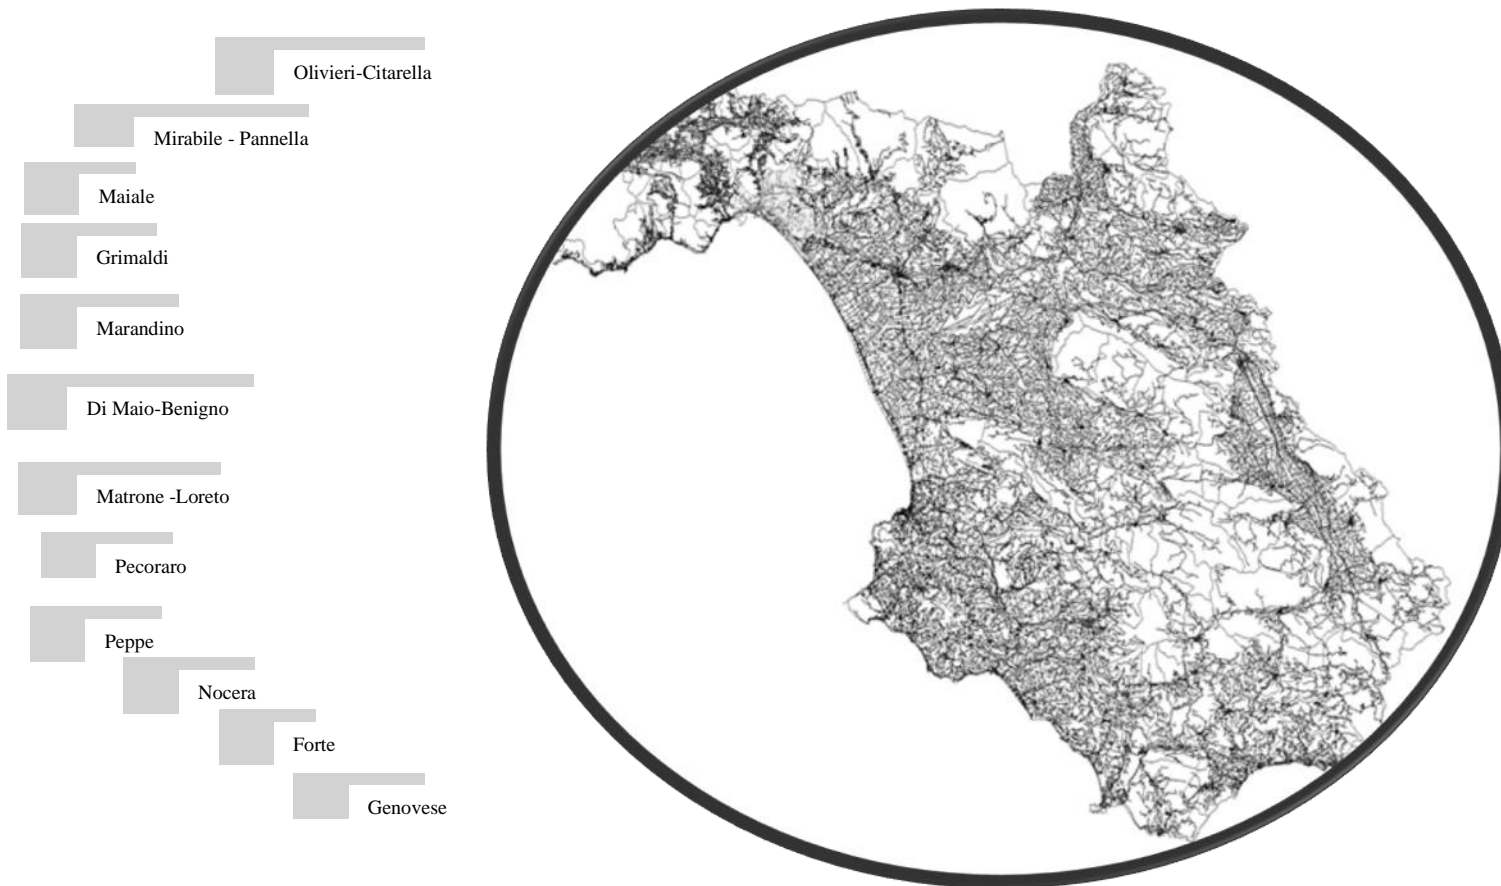 Olivieri-Citarella
Mirabile - Pannella
Maiale
Grimaldi
Marandino
Di Maio-Benigno
Matrone -Loreto
Pecoraro
Peppe
Nocera
Forte
Genovese